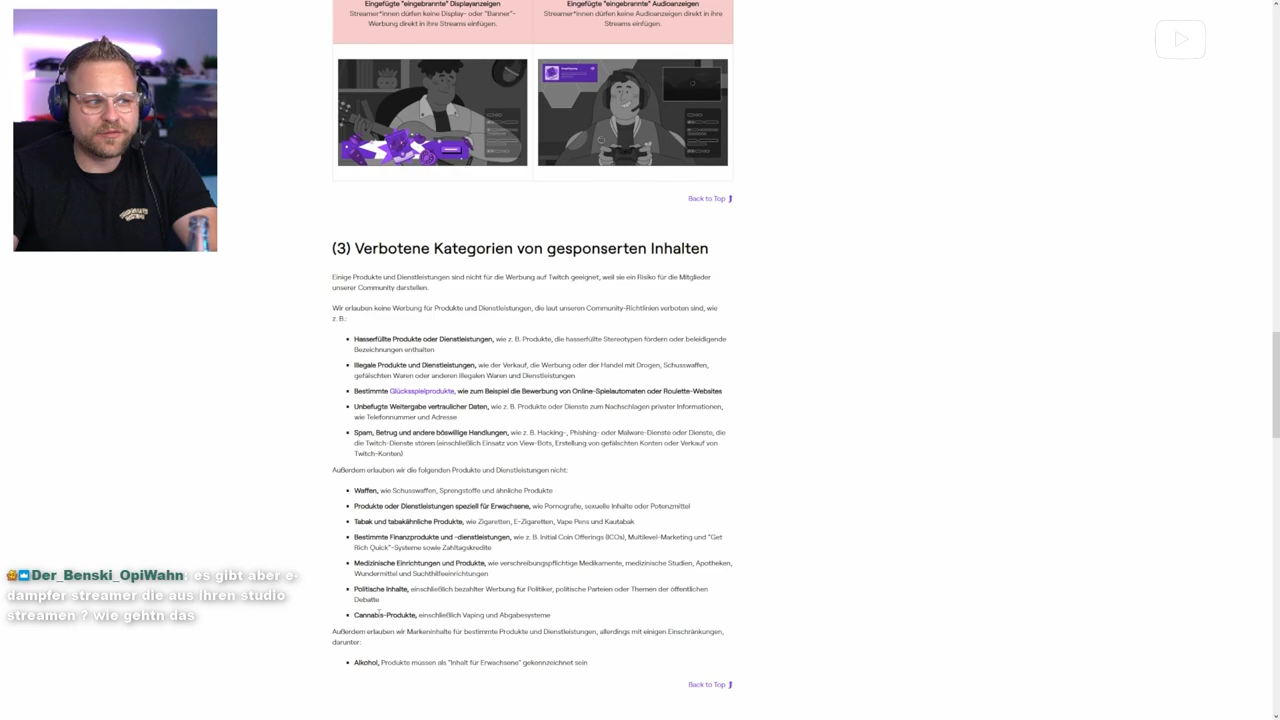 Eingefügte "eingebrannte" Displayanzeigen
Streamer*innen dürfen keine Display- oder "Banner"-
Werbung direkt in ihre Streams einfügen.
Eingefügte "eingebrannte" Audioanzeigen
Streamer*innen dürfen keine Audioanzeigen direkt in ihre
Streams einfügen.
Back to Top
(3) Verbotene Kategorien von gesponserten Inhalten
Einige Produkte und Dienstleistungen sind nicht für die Werbung auf Twitch geeignet, weil sie ein Risiko für die Mitglieder
unserer Community darstellen.
Wir erlauben keine Werbung für Produkte und Dienstleistungen, die laut unseren Community-Richtlinien verboten sind, wie
z. B.:
Hasserfüllte Produkte oder Dienstleistungen, wie z. B. Produkte, die hasserfüllte Stereotypen fördern oder beleidigende
Bezeichnungen enthalten
Illegale Produkte und Dienstleistungen, wie der Verkauf, die Werbung oder der Handel mit Drogen, Schusswaffen,
gefälschten Waren oder anderen illegalen Waren und Dienstleistungen
Bestimmte Glücksspielprodukte, wie zum Beispiel die Bewerbung von Online-Spielautomaten oder Roulette-Websites
Unbefugte Weitergabe vertraulicher Daten, wie z. B. Produkte oder Dienste zum Nachschlagen privater Informationen,
wie Telefonnummer und Adresse
Spam, Betrug und andere böswillige Handlungen, wie z. B. Hacking-, Phishing- oder Malware-Dienste oder Dienste, die
die Twitch-Dienste stören (einschließlich Einsatz von View-Bots, Erstellung von gefälschten Konten oder Verkauf von
Twitch-Konten)
Außerdem erlauben wir die folgenden Produkte und Dienstleistungen nicht:
Waffen, wie Schusswaffen, Sprengstoffe und ähnliche Produkte
Produkte oder Dienstleistungen speziell für Erwachsene, wie Pornografie, sexuelle Inhalte oder Potenzmittel
Tabak und tabakähnliche Produkte, wie Zigaretten, E-Zigaretten, Vape Pens und Kautabak
Bestimmte Finanzprodukte und -dienstleistungen, wie z. B. Initial Coin Offerings (ICOs), Multilevel-Marketing und "Get
Rich Quick"-Systeme sowie Zahltagskredite
Medizinische Einrichtungen und Produkte, wie verschreibungspflichtige Medikamente, medizinische Studien, Apotheken,
Wundermittel und Suchthilfeeinrichtungen
Politische Inhalte, einschließlich bezahlter Werbung für Politiker, politische Parteien oder Themen der öffentlichen
Debatte
Cannabis-Produkte, einschließlich Vaping und Abgabesysteme
Außerdem erlauben wir Markeninhalte für bestimmte Produkte und Dienstleistungen, allerdings mit einigen Einschränkungen,
darunter:
Alkohol, Produkte müssen als "Inhalt für Erwachsene" gekennzeichnet sein
Back to Top
Der_Benski_OpiWahn: es gibt aber e-
dampfer streamer die aus ihren studio
streamen ? wie gehtn das